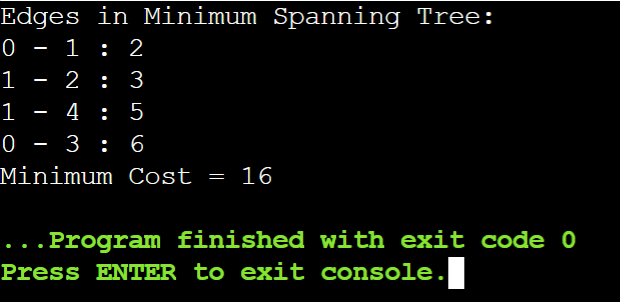 Edges in Minimum Spanning Tree:
0 - 1 : 2
1 - 2 : 3
1 - 4 : 5
0 - 3 : 6
Minimum Cost = 16
...Program finished with exit code 0
Press ENTER to exit console.